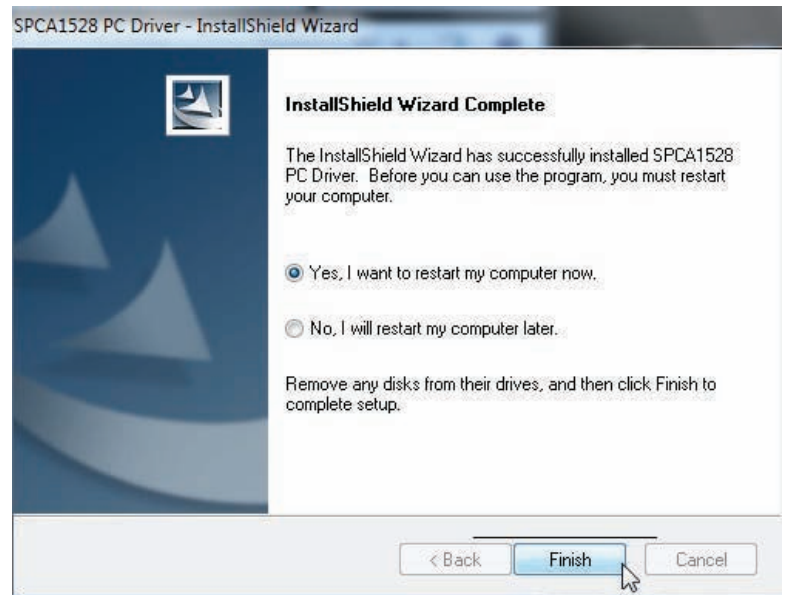 SPCA1528 PC Driver - InstallShield Wizard
InstallShield Wizard Complete
The InstallShield Wizard has successfully installed SPCA1528
PC Driver. Before you can use the program, you must restart
your computer.
Yes, I want to restart my computer now.
No, I will restart my computer later.
Remove any disks from their drives, and then click Finish to
complete setup.
< Back Finish Cancel